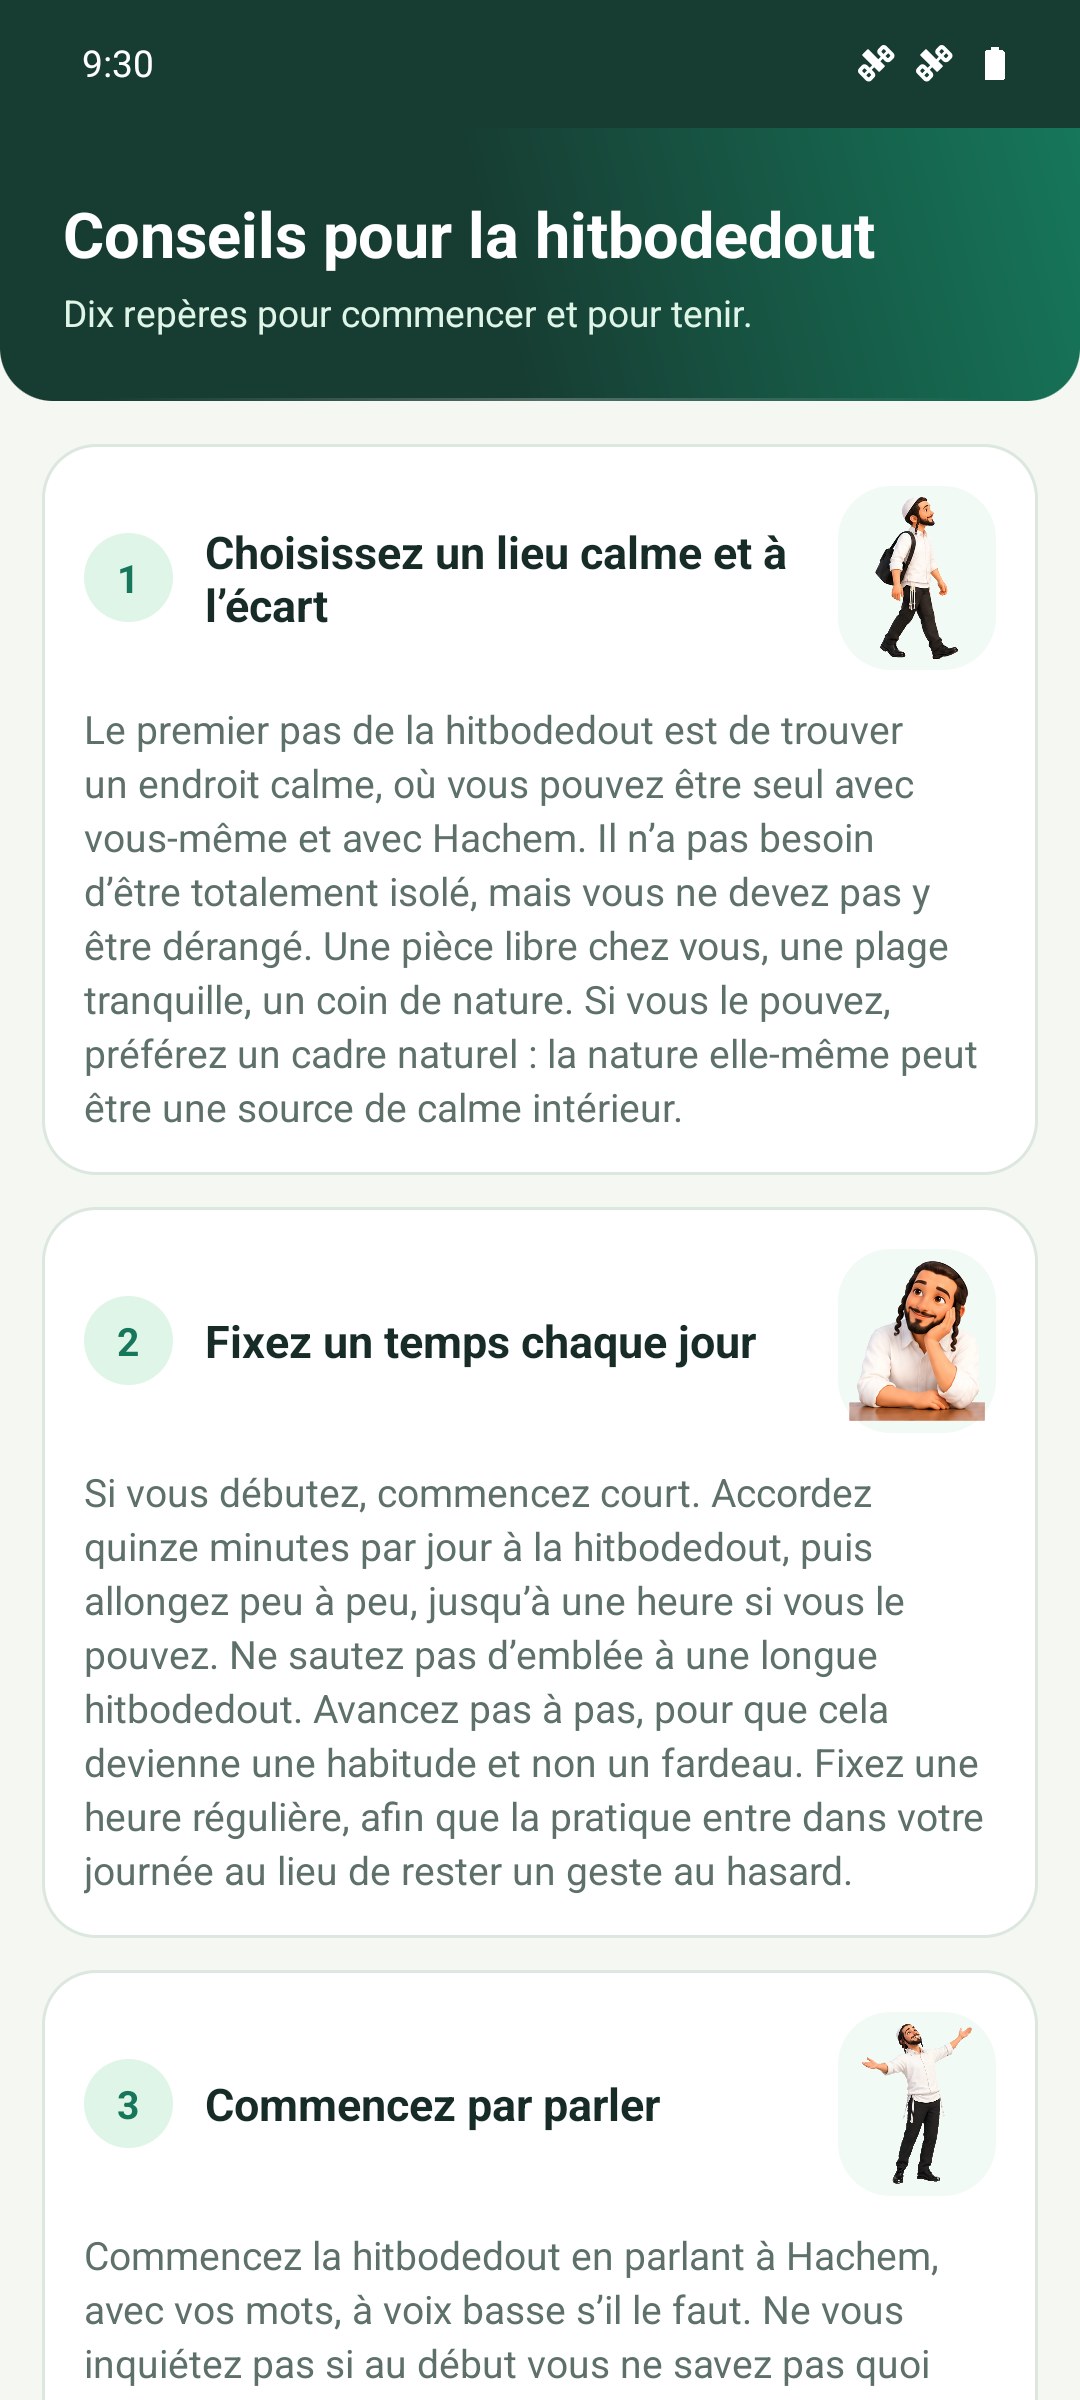 9:30
Conseils pour la hitbodedout
Dix repères pour commencer et pour tenir.
1
Choisissez un lieu calme et à
l’écart
Le premier pas de la hitbodedout est de trouver
un endroit calme, où vous pouvez être seul avec
vous-même et avec Hachem. Il n’a pas besoin
d’être totalement isolé, mais vous ne devez pas y
être dérangé. Une pièce libre chez vous, une plage
tranquille, un coin de nature. Si vous le pouvez,
préférez un cadre naturel : la nature elle-même peut
être une source de calme intérieur.
2
Fixez un temps chaque jour
Si vous débutez, commencez court. Accordez
quinze minutes par jour à la hitbodedout, puis
allongez peu à peu, jusqu’à une heure si vous le
pouvez. Ne sautez pas d’emblée à une longue
hitbodedout. Avancez pas à pas, pour que cela
devienne une habitude et non un fardeau. Fixez une
heure régulière, afin que la pratique entre dans votre
journée au lieu de rester un geste au hasard.
3
Commencez par parler
Commencez la hitbodedout en parlant à Hachem,
avec vos mots, à voix basse s’il le faut. Ne vous
inquiétez pas si au début vous ne savez pas quoi